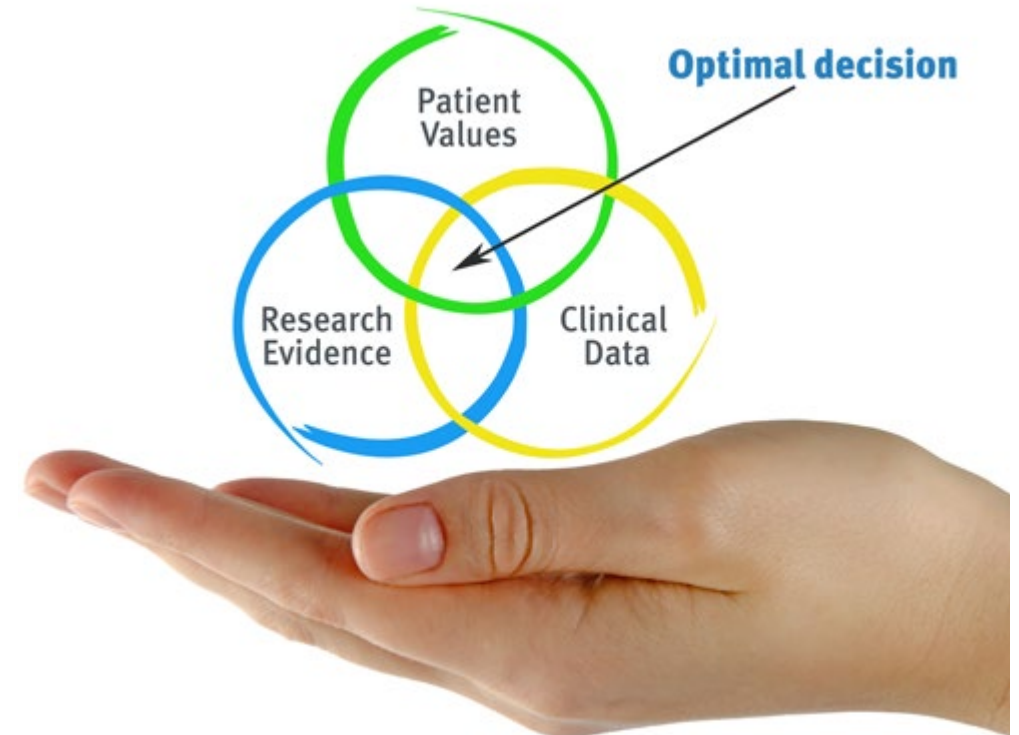 Optimal decision
Patient
Values
Research
Evidence
Clinical
Data